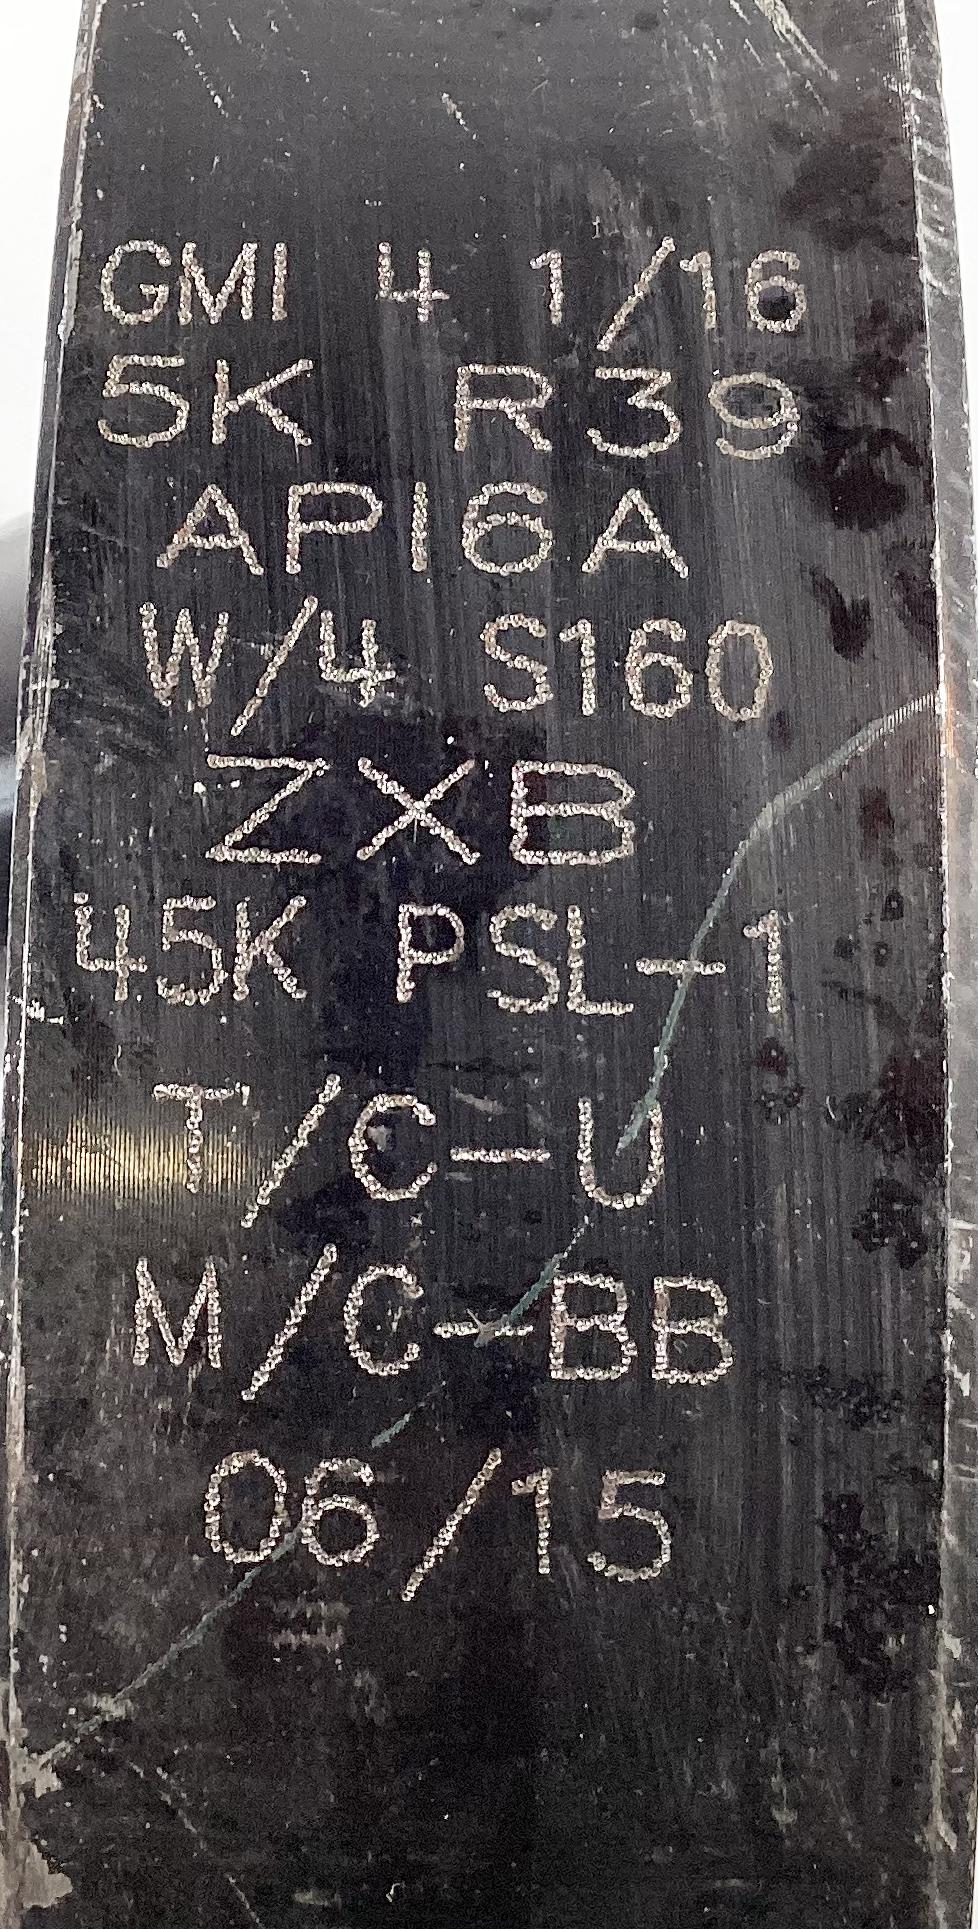 GMI 4 1/16
5K R39
API6A
W/4 S160
ZXB
45K PSL-1
T/C-U
M/C-BB
06/15